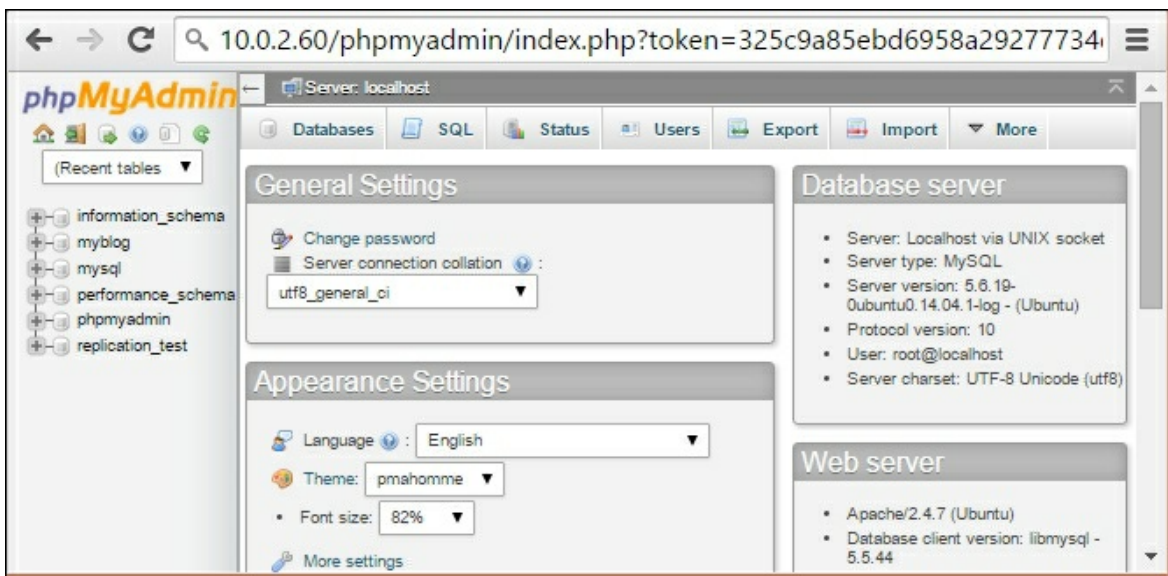 10.0.2.60/phpmyadmin/index.php?token=325c9a85ebd6958a29277734
phpMyAdmin
(Recent tables
information_schema
myblog
mysql
performance_schema
phpmyadmin
replication_test
Server: localhost
Databases SQL Status Users Export Import More
General Settings
Change password
Server connection collation :
utf8_general_ci
Appearance Settings
Language : English
Theme: pmahomme
• Font size: 82%
More settings
Database server
• Server: Localhost via UNIX socket
• Server type: MySQL
• Server version: 5.6.19-
0ubuntu0.14.04.1-log - (Ubuntu)
• Protocol version: 10
• User: root@localhost
• Server charset: UTF-8 Unicode (utf8)
Web server
• Apache/2.4.7 (Ubuntu)
• Database client version: libmysql -
5.5.44